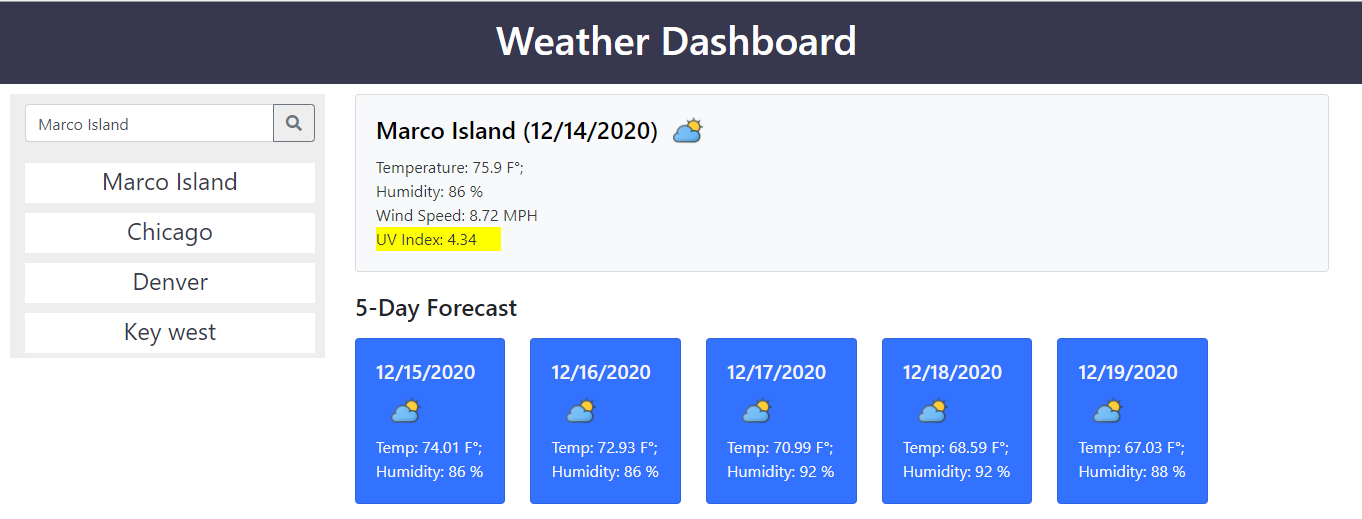 Weather Dashboard
Marco Island
Marco Island
Chicago
Denver
Key west
Marco Island (12/14/2020)
Temperature: 75.9 F°;
Humidity: 86 %
Wind Speed: 8.72 MPH
UV Index: 4.34
5-Day Forecast
12/15/2020
Temp: 74.01 F°;
Humidity: 86 %
12/16/2020
Temp: 72.93 F°;
Humidity: 86 %
12/17/2020
Temp: 70.99 F°;
Humidity: 92 %
12/18/2020
Temp: 68.59 F°;
Humidity: 92 %
12/19/2020
Temp: 67.03 F°;
Humidity: 88 %